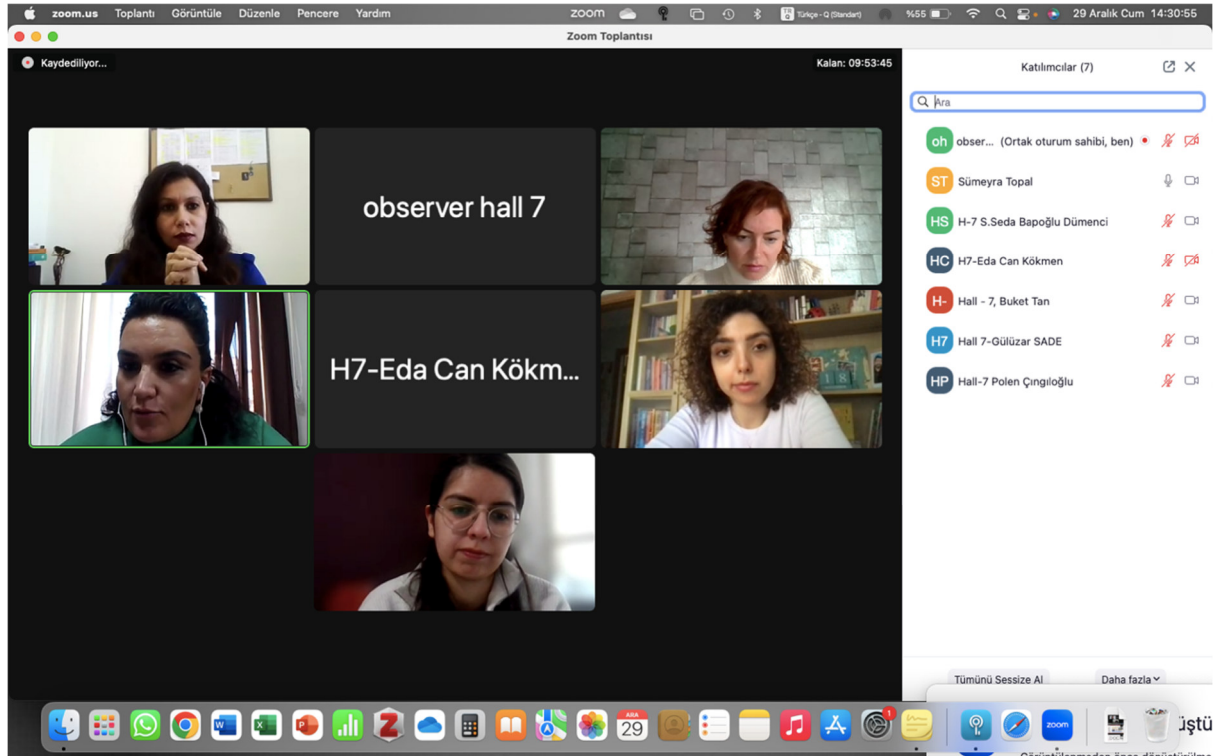 zoom.us Toplantı Görüntüle Düzenle Pencere Yardım zoom TR Q Türkçe - Q (Standart) %55 29 Aralık Cum 14:30:55
Zoom Toplantısı
Kaydediliyor...
Kalan: 09:53:45
Katılımcılar (7)
Ara
observer hall 7
H7-Eda Can Kökm...
oh obser... (Ortak oturum sahibi, ben)
ST Sümeyra Topal
HS H-7 S.Seda Bapoğlu Dümenci
HC H7-Eda Can Kökmen
H- Hall - 7, Buket Tan
H7 Hall 7-Gülüzar SADE
HP Hall-7 Polen Çıngıloğlu
Tümünü Sessize Al Daha fazla
W X P Z ARA 29 1 zoom
üştü